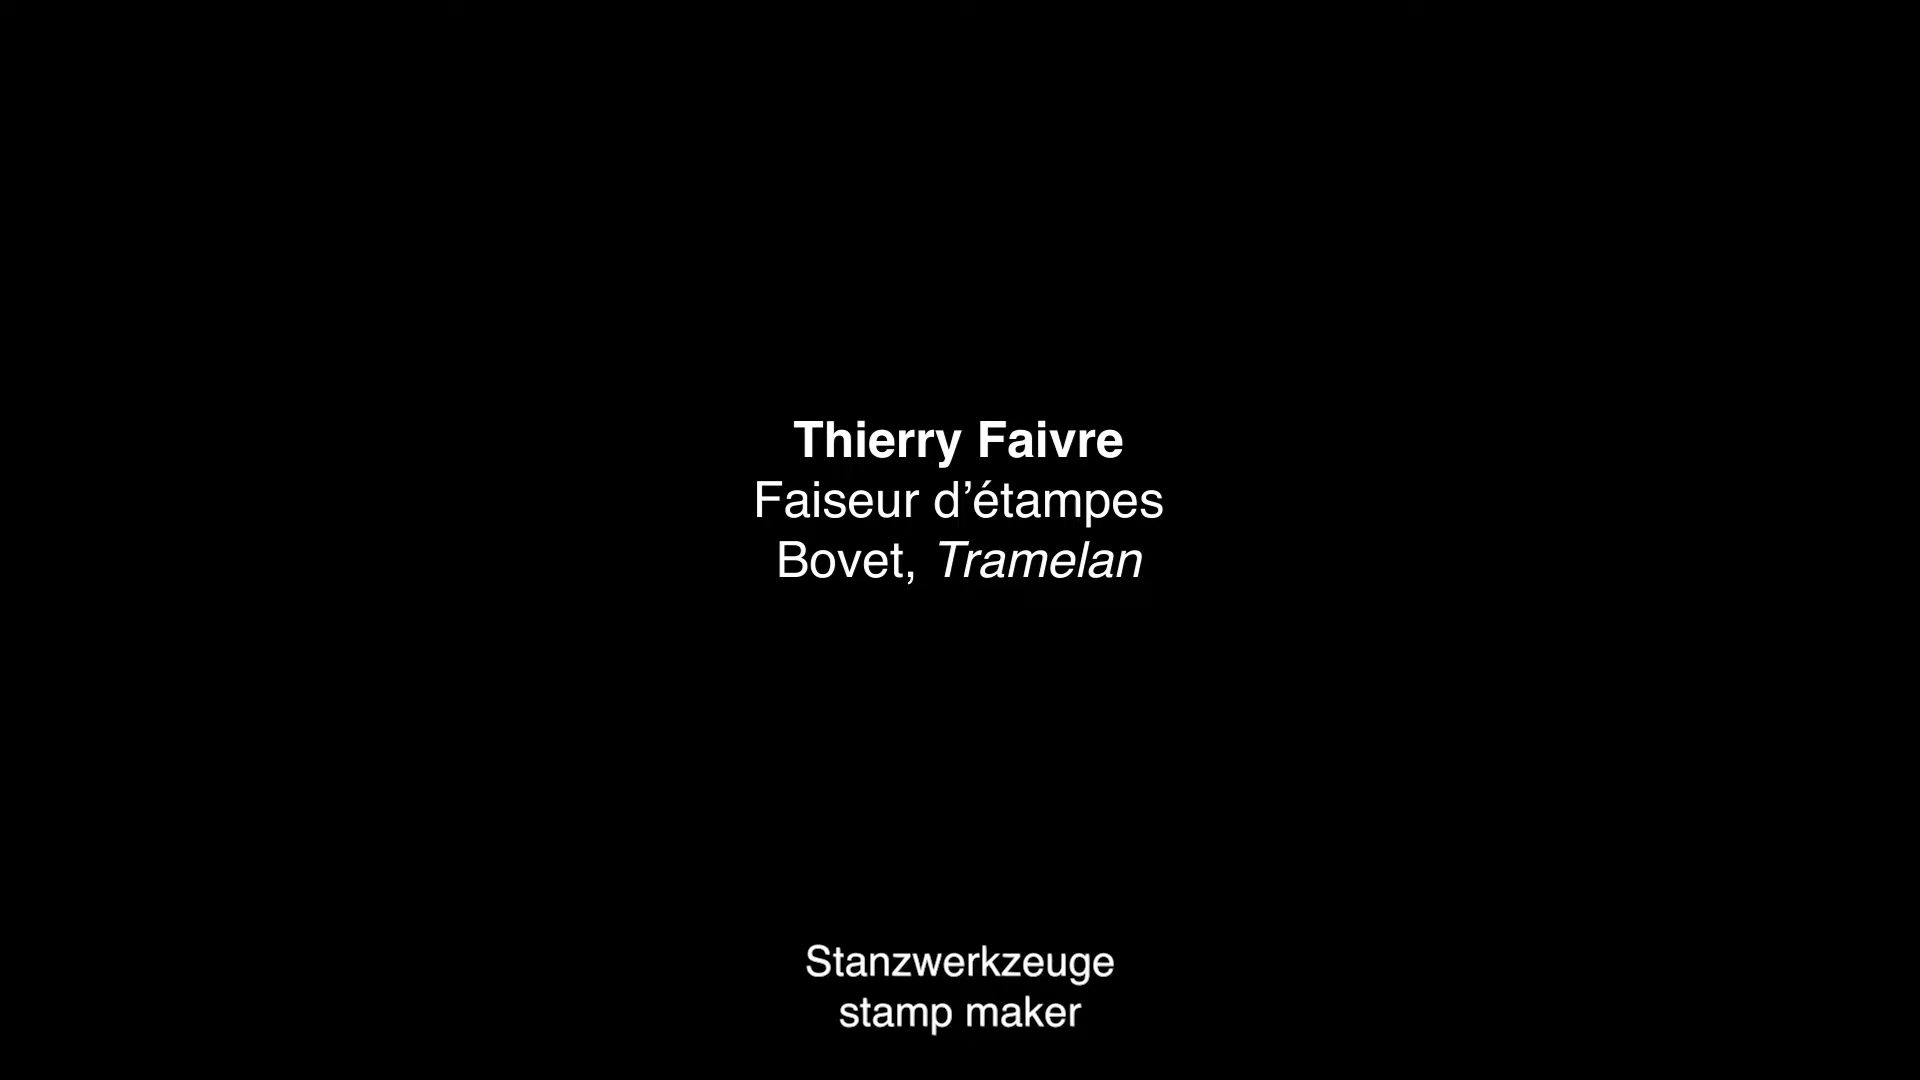 Thierry Faivre
Faiseur d’étampes
Bovet, Tramelan
Stanzwerkzeuge
stamp maker